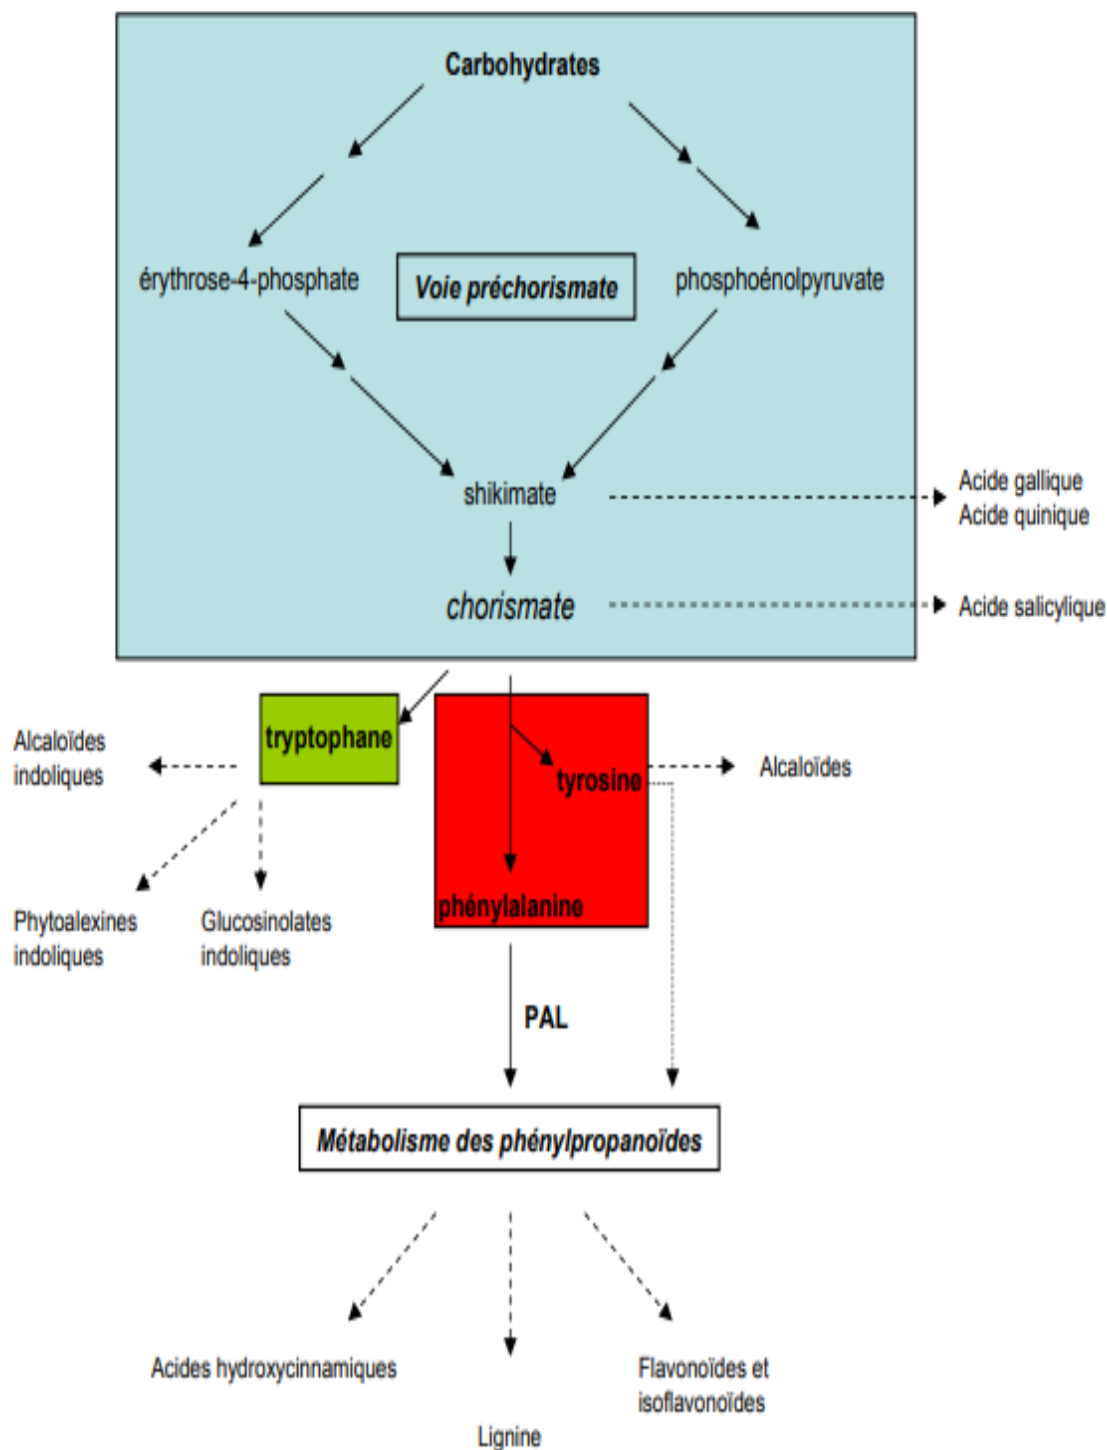 Carbohydrates
érythrose-4-phosphate
Voie préchorismate
phosphoénolpyruvate
shikimate
Acide gallique
Acide quinique
chorismate
Acide salicylique
tryptophane
Alcaloïdes
indoliques
tyrosine
Alcaloïdes
phénylalanine
Phytoalexines
indoliques
Glucosinolates
indoliques
PAL
Métabolisme des phénylpropanoïdes
Acides hydroxycinnamiques
Flavonoïdes et
isoflavonoïdes
Lignine